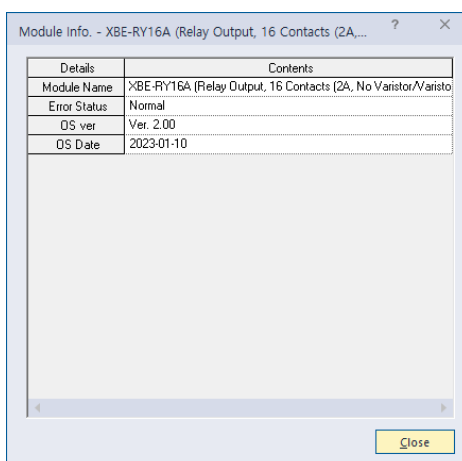 Module Info. - XBE-RY16A (Relay Output, 16 Contacts (2A,... ? ×
Details Contents
Module Name XBE-RY16A (Relay Output, 16 Contacts (2A, No Varistor/Varisto
Error Status Normal
OS ver Ver. 2.00
OS Date 2023-01-10
Close